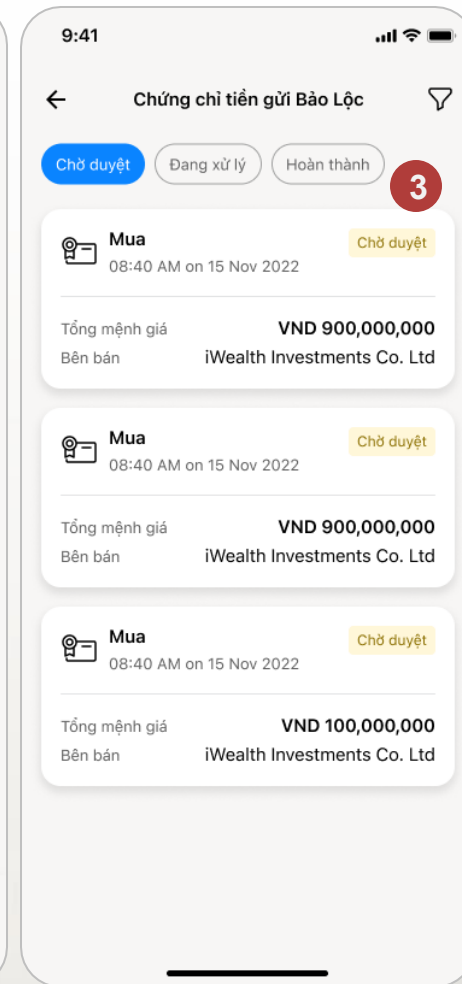 9:41
Chứng chỉ tiền gửi Bảo Lộc
Chờ duyệt Đang xử lý Hoàn thành
3
Mua Chờ duyệt
08:40 AM on 15 Nov 2022
Tổng mệnh giá VND 900,000,000
Bên bán iWealth Investments Co. Ltd
Mua Chờ duyệt
08:40 AM on 15 Nov 2022
Tổng mệnh giá VND 900,000,000
Bên bán iWealth Investments Co. Ltd
Mua Chờ duyệt
08:40 AM on 15 Nov 2022
Tổng mệnh giá VND 100,000,000
Bên bán iWealth Investments Co. Ltd